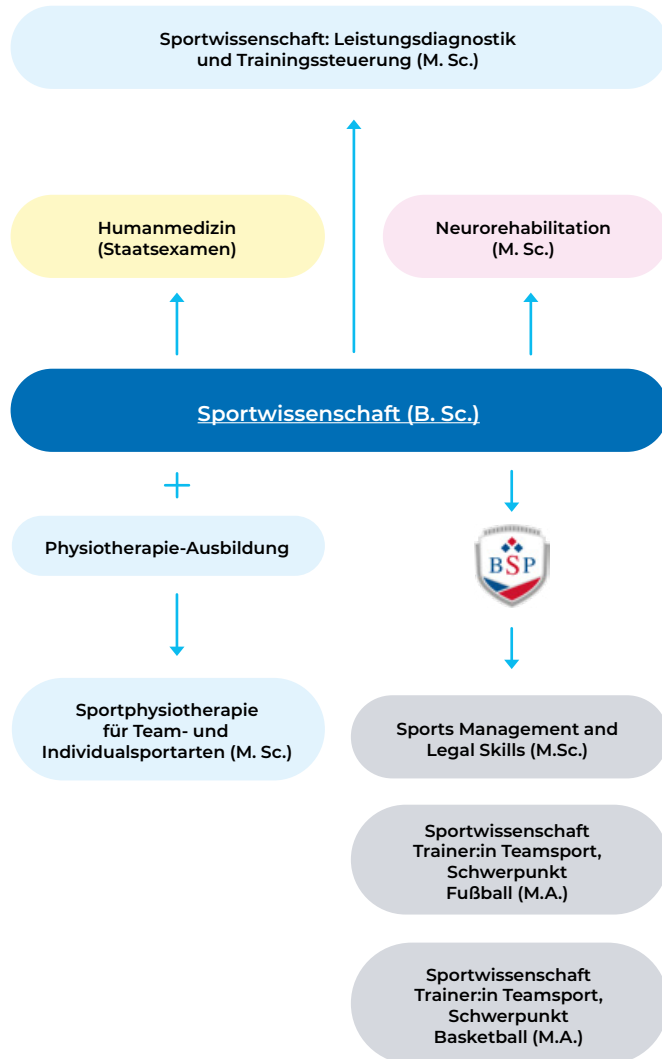 Sportwissenschaft: Leistungsdiagnostik
und Trainingssteuerung (M. Sc.)
Humanmedizin
(Staatsexamen)
Neurorehabilitation
(M. Sc.)
Sportwissenschaft (B. Sc.)
Physiotherapie-Ausbildung
BSP
Sportphysiotherapie
für Team- und
Individualsportarten (M. Sc.)
Sports Management and
Legal Skills (M.Sc.)
Sportwissenschaft
Trainer:in Teamsport,
Schwerpunkt
Fußball (M.A.)
Sportwissenschaft
Trainer:in Teamsport,
Schwerpunkt
Basketball (M.A.)